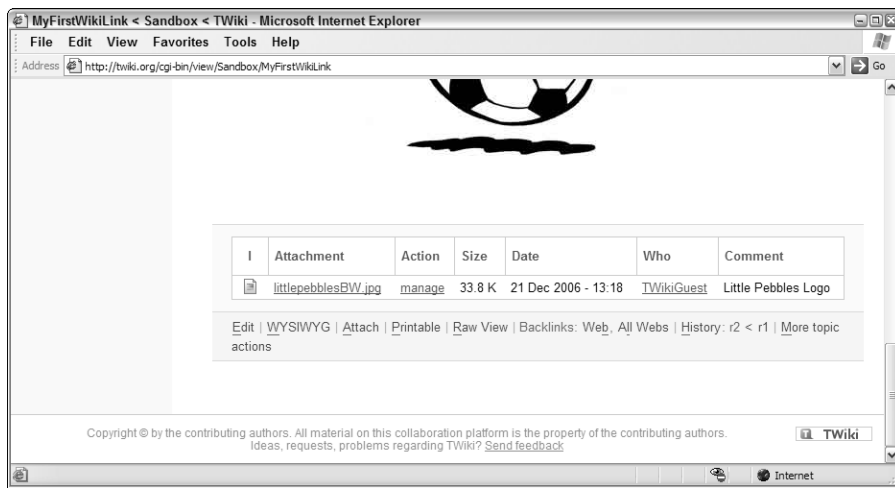 MyFirstWikiLink < Sandbox < TWiki - Microsoft Internet Explorer
File Edit View Favorites Tools Help
Address http://twiki.org/cgi-bin/view/Sandbox/MyFirstWikiLink Go
I Attachment Action Size Date Who Comment
littlepebblesBW.jpg manage 33.8 K 21 Dec 2006 - 13:18 TWikiGuest Little Pebbles Logo
Edit | WYSIWYG | Attach | Printable | Raw View | Backlinks: Web, All Webs | History: r2 < r1 | More topic
actions
Copyright © by the contributing authors. All material on this collaboration platform is the property of the contributing authors.
Ideas, requests, problems regarding TWiki? Send feedback
TWiki
Internet